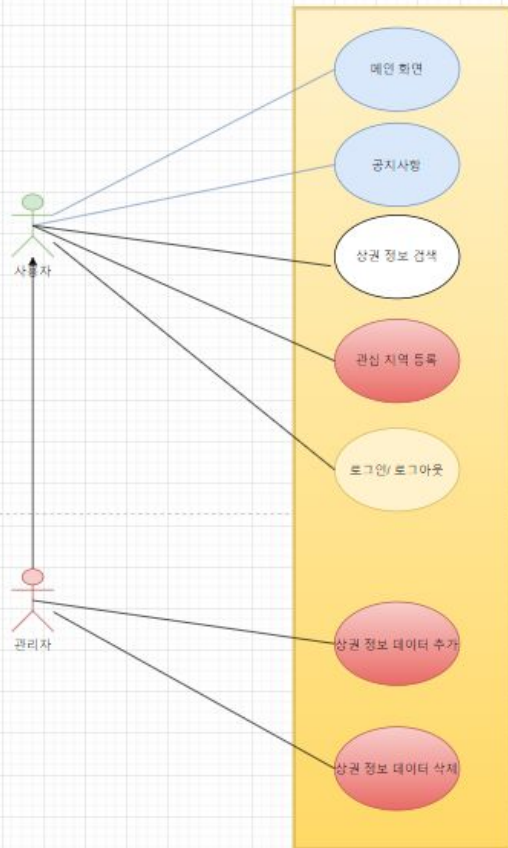 메인 화면
공지사항
상권 정보 검색
사용자
관심 지역 등록
로그인/ 로그아웃
관리자
상권 정보 데이터 추가
상권 정보 데이터 삭제